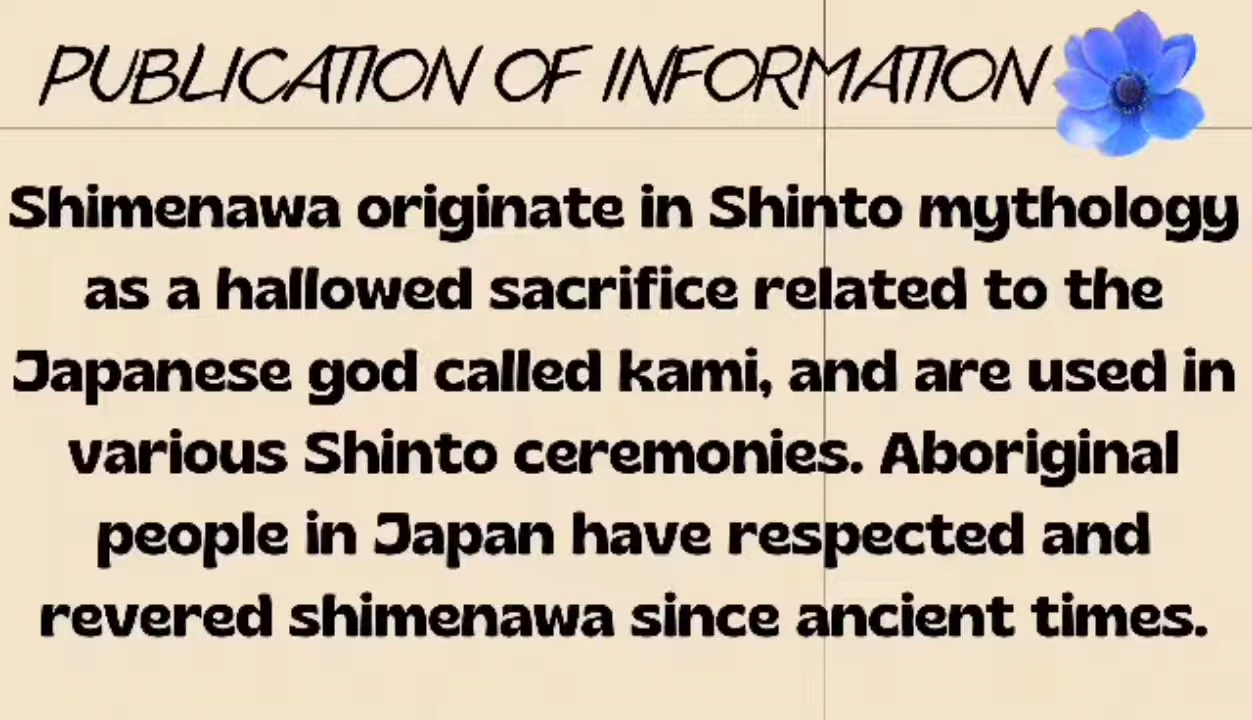 PUBLICATION OF INFORMATION
Shimenawa originate in Shinto mythology
as a hallowed sacrifice related to the
Japanese god called kami, and are used in
various Shinto ceremonies. Aboriginal
people in Japan have respected and
revered shimenawa since ancient times.